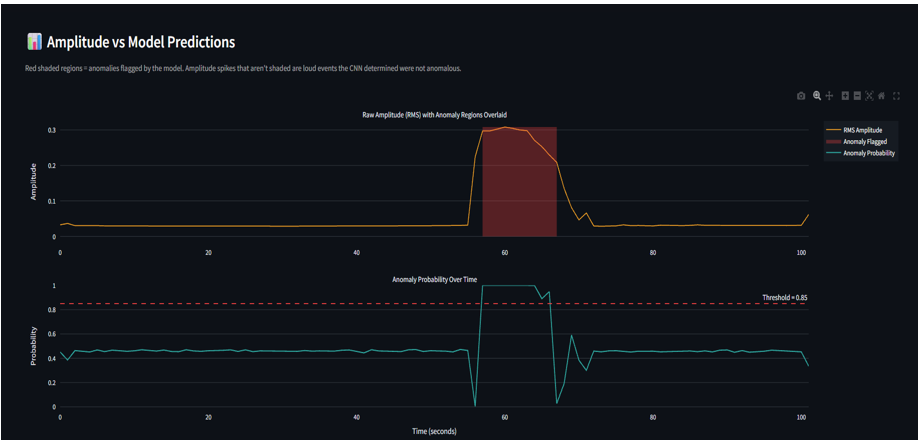 📊 Amplitude vs Model Predictions
Red shaded regions = anomalies flagged by the model. Amplitude spikes that aren't shaded are loud events the CNN determined were not anomalous.
Raw Amplitude (RMS) with Anomaly Regions Overlaid
RMS Amplitude
Anomaly Flagged
Anomaly Probability
Amplitude
0.3
0.2
0.1
0
0 20 40 60 80 100
Anomaly Probability Over Time
Threshold = 0.85
Probability
1
0.8
0.6
0.4
0.2
0
0 20 40 60 80 100
Time (seconds)